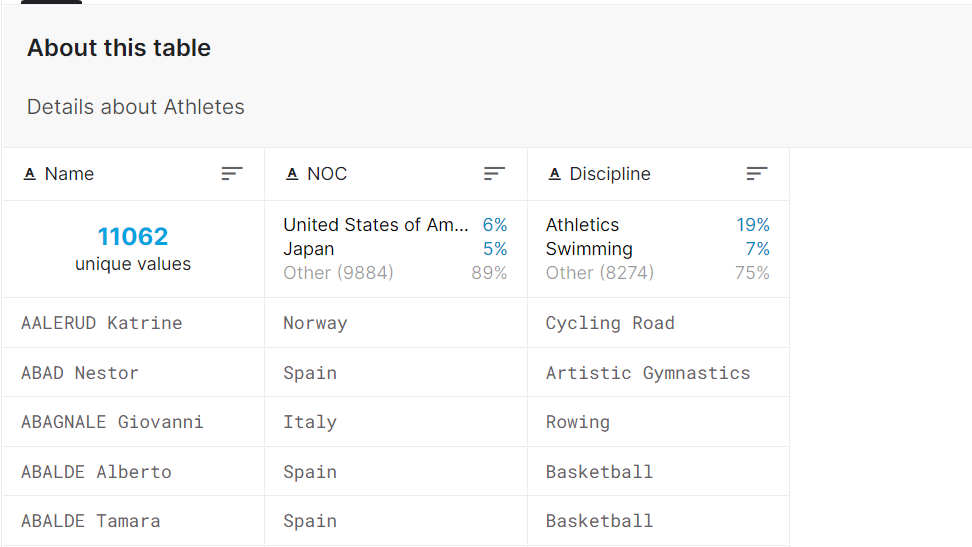 About this table
Details about Athletes
A Name A NOC A Discipline
11062
unique values
United States of Am... 6%
Japan 5%
Other (9884) 89%
Athletics 19%
Swimming 7%
Other (8274) 75%
AALERUD Katrine Norway Cycling Road
ABAD Nestor Spain Artistic Gymnastics
ABAGNALE Giovanni Italy Rowing
ABALDE Alberto Spain Basketball
ABALDE Tamara Spain Basketball